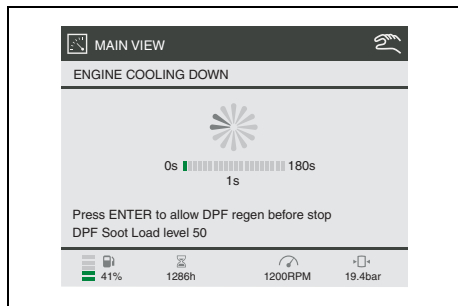 MAIN VIEW
ENGINE COOLING DOWN
0s 180s
1s
Press ENTER to allow DPF regen before stop
DPF Soot Load level 50
41% 1286h 1200RPM 19.4bar